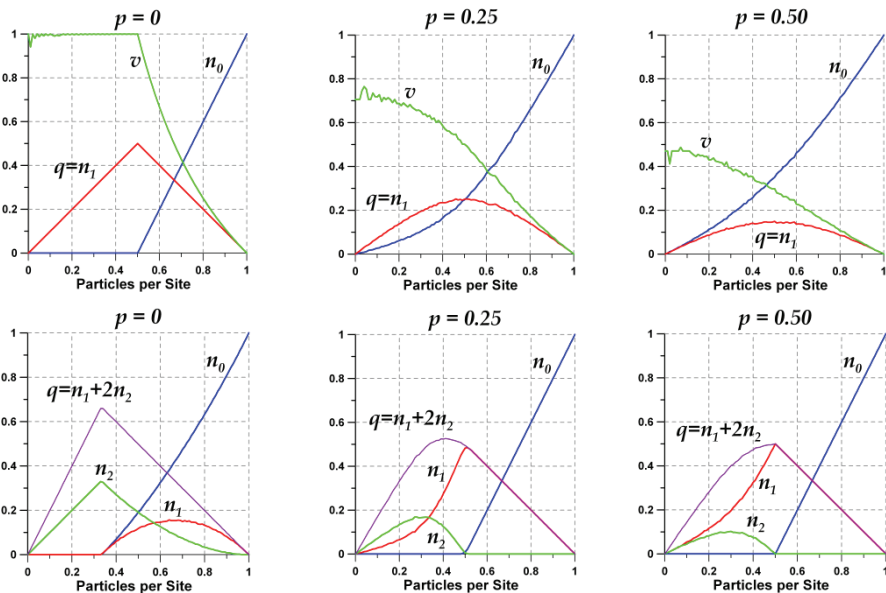 p = 0
p = 0.25
p = 0.50
1
0.8
0.6
0.4
0.2
0
v
n0
q=n1
0 0.2 0.4 0.6 0.8 1
Particles per Site
1
0.8
0.6
0.4
0.2
0
v
n0
q=n1
0.2 0.4 0.6 0.8 1
Particles per Site
1
0.8
0.6
0.4
0.2
0
n0
v
q=n1
0 0.2 0.4 0.6 0.8 1
Particles per Site
p = 0
p = 0.25
p = 0.50
1
0.8
0.6
0.4
0.2
0
n0
q=n1+2n2
n2
n1
0 0.2 0.4 0.6 0.8 1
Particles per Site
1
0.8
0.6
0.4
0.2
0
n0
q=n1+2n2
n1
n2
0.2 0.4 0.6 0.8 1
Particles per Site
1
0.8
0.6
0.4
0.2
0
n0
q=n1+2n2
n1
n2
0 0.2 0.4 0.6 0.8 1
Particles per Site